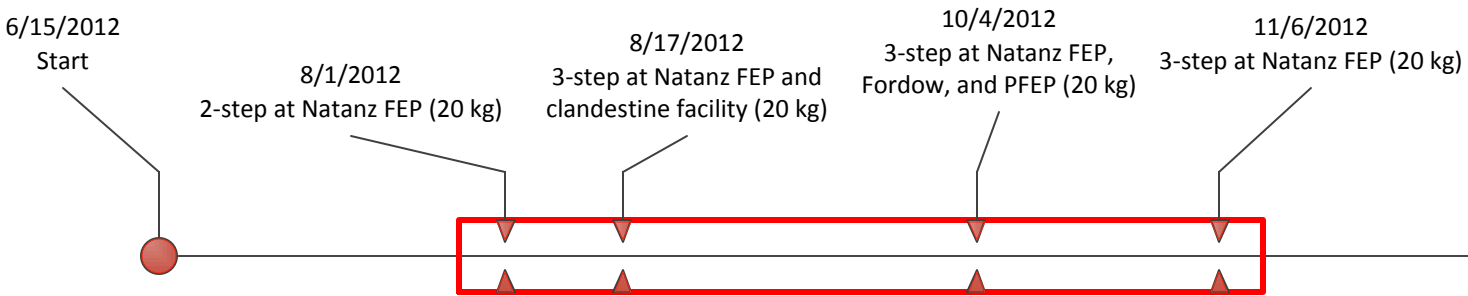 6/15/2012
Start
8/1/2012
2-step at Natanz FEP (20 kg)
8/17/2012
3-step at Natanz FEP and
clandestine facility (20 kg)
10/4/2012
3-step at Natanz FEP,
Fordow, and PFEP (20 kg)
11/6/2012
3-step at Natanz FEP (20 kg)